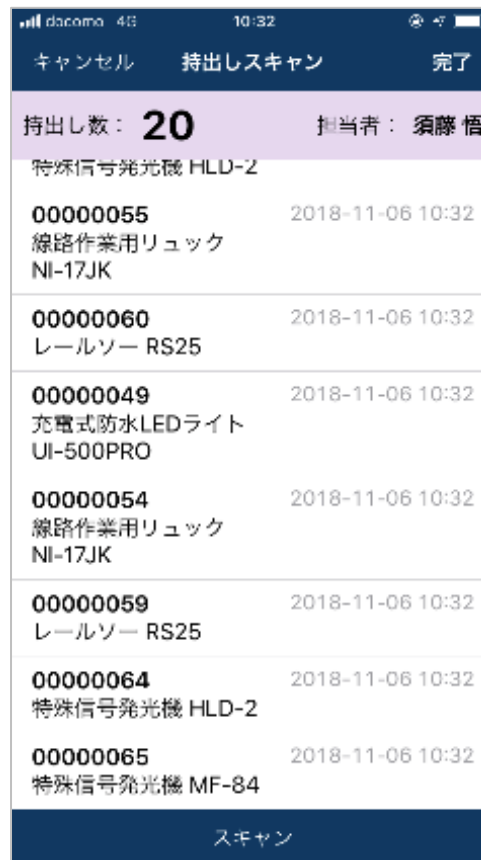 docomo 4G 10:32
キャンセル 持出しスキャン 完了
持出し数： 20 担当者： 須藤 悟
特殊信号発光機 HLD-2
00000055 2018-11-06 10:32
線路作業用リュック
NI-17JK
00000060 2018-11-06 10:32
レールソー RS25
00000049 2018-11-06 10:32
充電式防水LEDライト
UI-500PRO
00000054 2018-11-06 10:32
線路作業用リュック
NI-17JK
00000059 2018-11-06 10:32
レールソー RS25
00000064 2018-11-06 10:32
特殊信号発光機 HLD-2
00000065 2018-11-06 10:32
特殊信号発光機 MF-84
スキャン